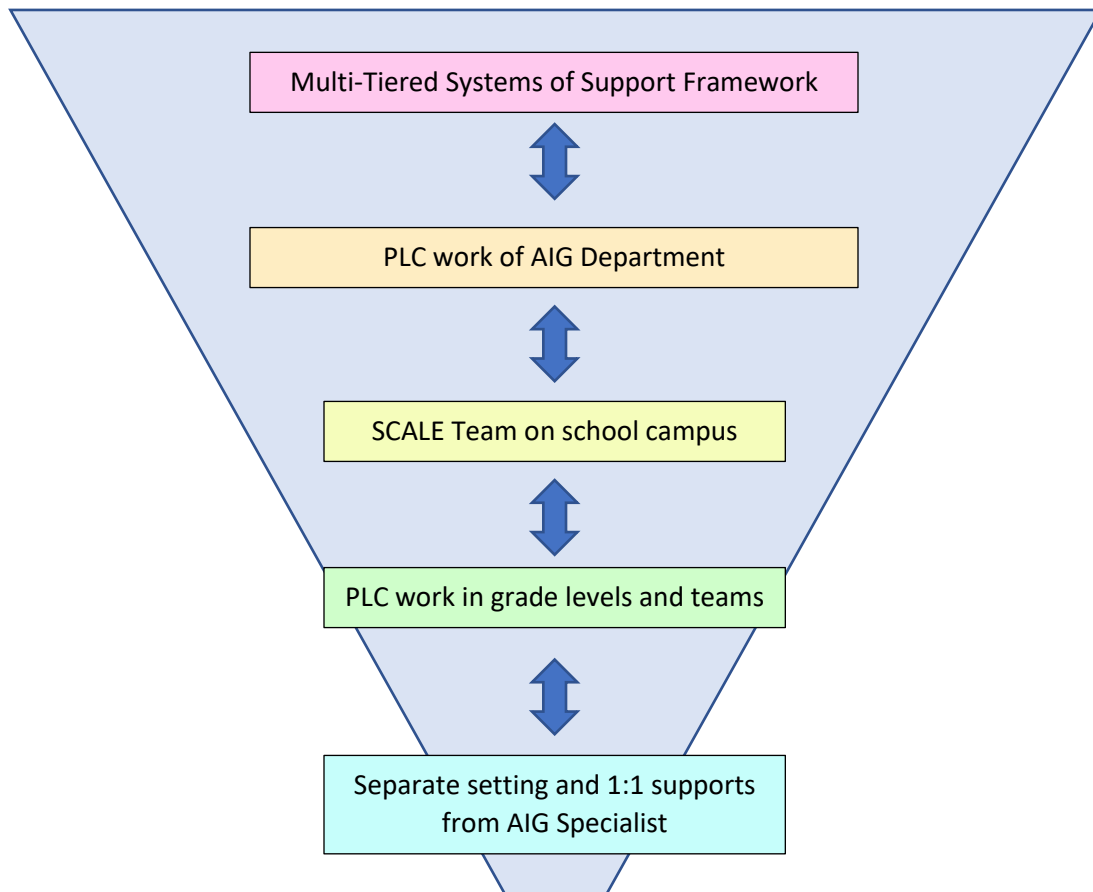 Multi-Tiered Systems of Support Framework
PLC work of AIG Department
SCALE Team on school campus
PLC work in grade levels and teams
Separate setting and 1:1 supports
from AIG Specialist